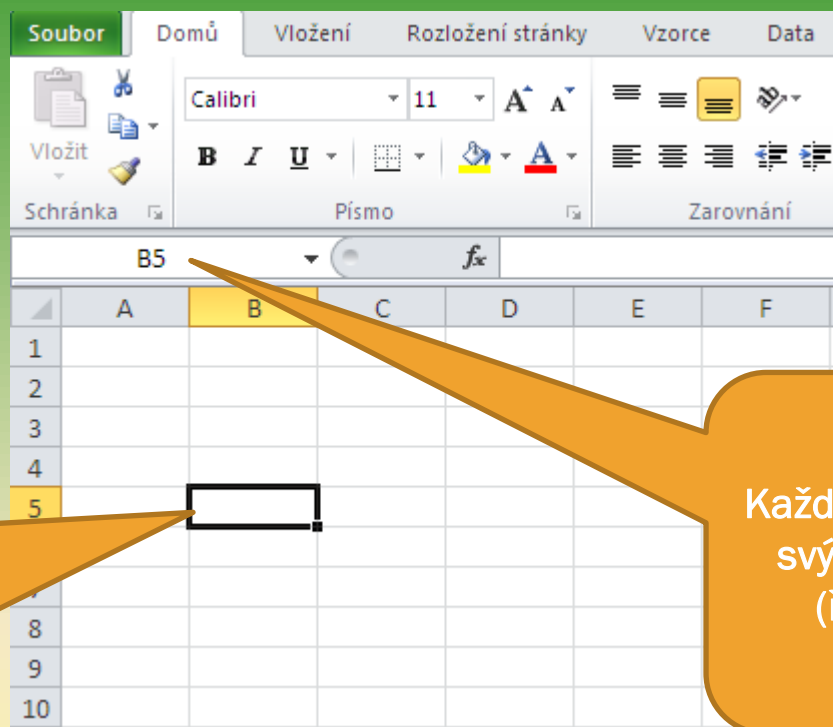 Soubor Domů Vložení Rozložení stránky Vzorce Data
Calibri 11 A A
Vložit B I U A
Schránka Písmo Zarovnání
B5 fx
A B C D E F
1
2
3
4
5
7
8
9
10
Každ
svý
(